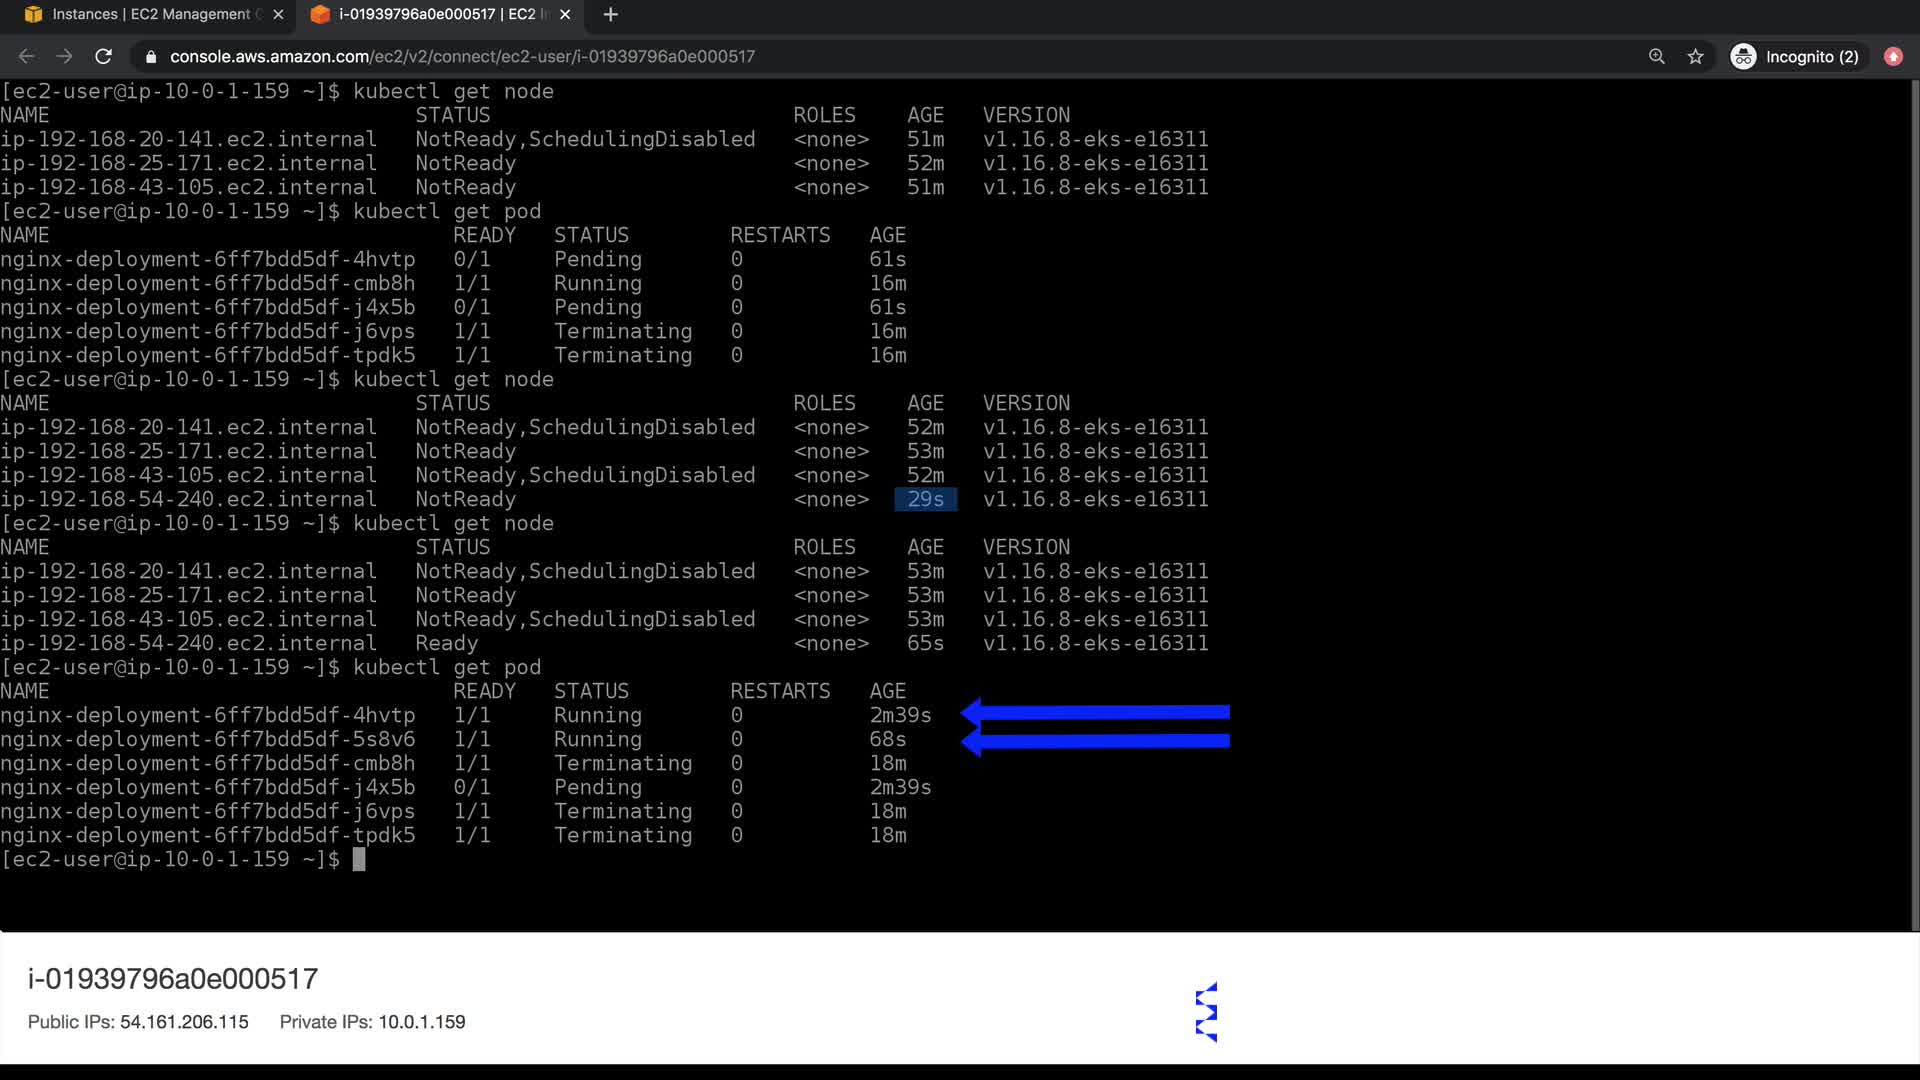 Instances | EC2 Management C
i-01939796a0e000517 | EC2 In
console.aws.amazon.com/ec2/v2/connect/ec2-user/i-01939796a0e000517
Incognito (2)
[ec2-user@ip-10-0-1-159 ~]$ kubectl get node
NAME STATUS ROLES AGE VERSION
ip-192-168-20-141.ec2.internal NotReady,SchedulingDisabled <none> 51m v1.16.8-eks-e16311
ip-192-168-25-171.ec2.internal NotReady <none> 52m v1.16.8-eks-e16311
ip-192-168-43-105.ec2.internal NotReady <none> 51m v1.16.8-eks-e16311
[ec2-user@ip-10-0-1-159 ~]$ kubectl get pod
NAME READY STATUS RESTARTS AGE
nginx-deployment-6ff7bdd5df-4hvtp 0/1 Pending 0 61s
nginx-deployment-6ff7bdd5df-cmb8h 1/1 Running 0 16m
nginx-deployment-6ff7bdd5df-j4x5b 0/1 Pending 0 61s
nginx-deployment-6ff7bdd5df-j6vps 1/1 Terminating 0 16m
nginx-deployment-6ff7bdd5df-tpdk5 1/1 Terminating 0 16m
[ec2-user@ip-10-0-1-159 ~]$ kubectl get node
NAME STATUS ROLES AGE VERSION
ip-192-168-20-141.ec2.internal NotReady,SchedulingDisabled <none> 52m v1.16.8-eks-e16311
ip-192-168-25-171.ec2.internal NotReady <none> 53m v1.16.8-eks-e16311
ip-192-168-43-105.ec2.internal NotReady,SchedulingDisabled <none> 52m v1.16.8-eks-e16311
ip-192-168-54-240.ec2.internal NotReady <none> 29s v1.16.8-eks-e16311
[ec2-user@ip-10-0-1-159 ~]$ kubectl get node
NAME STATUS ROLES AGE VERSION
ip-192-168-20-141.ec2.internal NotReady,SchedulingDisabled <none> 53m v1.16.8-eks-e16311
ip-192-168-25-171.ec2.internal NotReady <none> 53m v1.16.8-eks-e16311
ip-192-168-43-105.ec2.internal NotReady,SchedulingDisabled <none> 53m v1.16.8-eks-e16311
ip-192-168-54-240.ec2.internal Ready <none> 65s v1.16.8-eks-e16311
[ec2-user@ip-10-0-1-159 ~]$ kubectl get pod
NAME READY STATUS RESTARTS AGE
nginx-deployment-6ff7bdd5df-4hvtp 1/1 Running 0 2m39s
nginx-deployment-6ff7bdd5df-5s8v6 1/1 Running 0 68s
nginx-deployment-6ff7bdd5df-cmb8h 1/1 Terminating 0 18m
nginx-deployment-6ff7bdd5df-j4x5b 0/1 Pending 0 2m39s
nginx-deployment-6ff7bdd5df-j6vps 1/1 Terminating 0 18m
nginx-deployment-6ff7bdd5df-tpdk5 1/1 Terminating 0 18m
[ec2-user@ip-10-0-1-159 ~]$
i-01939796a0e000517
Public IPs: 54.161.206.115 Private IPs: 10.0.1.159